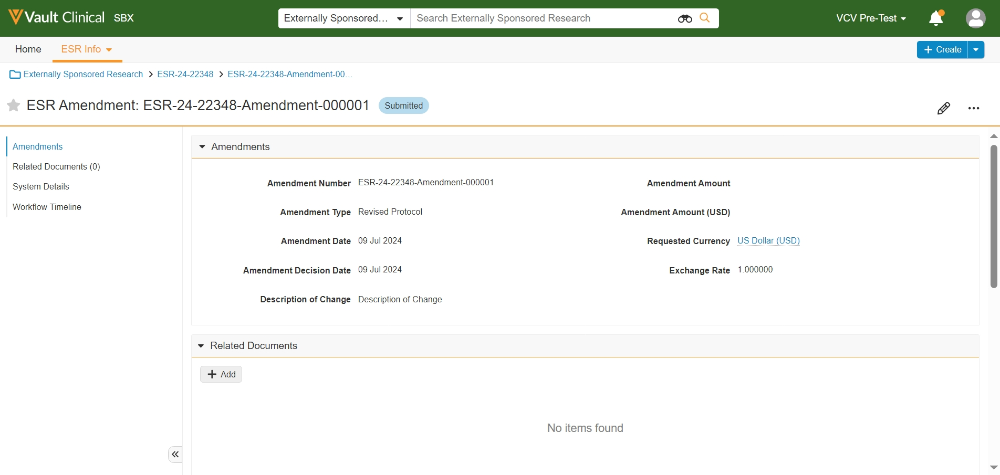 Vault Clinical SBX
Externally Sponsored...
Search Externally Sponsored Research
VCV Pre-Test
Home
ESR Info
Create
Externally Sponsored Research > ESR-24-22348 > ESR-24-22348-Amendment-00...
ESR Amendment: ESR-24-22348-Amendment-000001
Submitted
Amendments
Related Documents (0)
System Details
Workflow Timeline
Amendments
Amendment Number ESR-24-22348-Amendment-000001
Amendment Type Revised Protocol
Amendment Date 09 Jul 2024
Amendment Decision Date 09 Jul 2024
Description of Change Description of Change
Amendment Amount
Amendment Amount (USD)
Requested Currency US Dollar (USD)
Exchange Rate 1.000000
Related Documents
Add
No items found